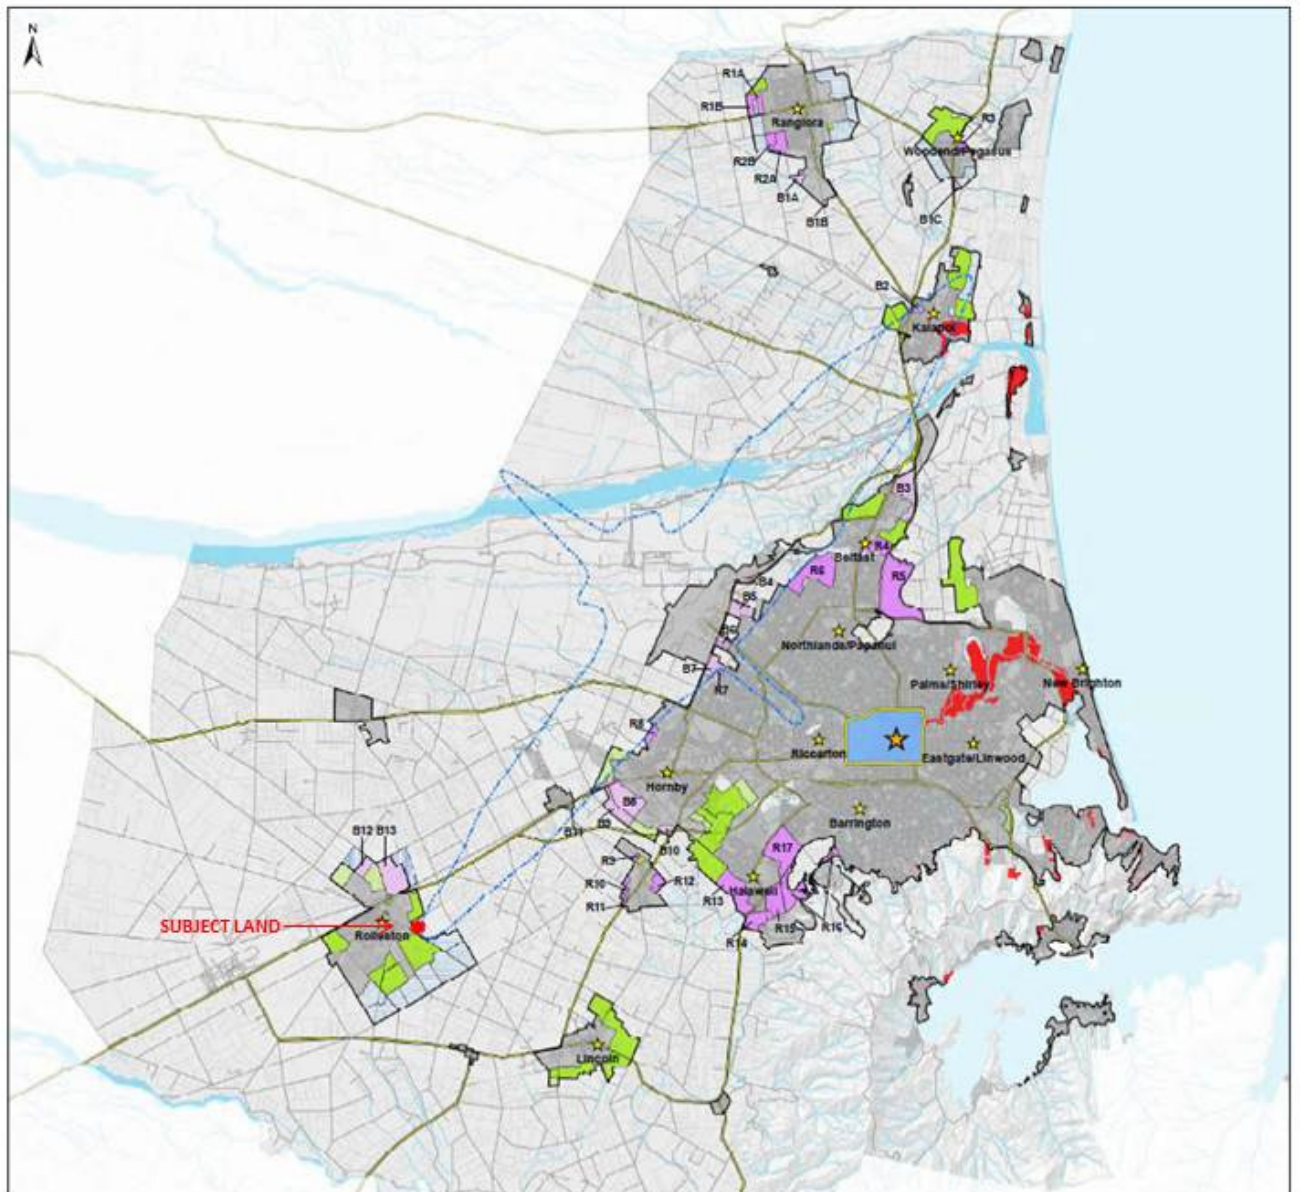 N
R1A
R1B
Rangiora
R3
Woodend/Pegasus
R2B
R2A
B1A
B1B
B1C
B2
Kaiapoi
B3
R4
Belfast
R6
R5
B4
B5
Northlands/Papanui
B7
R7
Palms/Shirley
New Brighton
R8
Riccarton
Eastgate/Linwood
Hornby
B8
Barrington
B11
B12 B13
B10
R17
R10
R12
Halswell
R11
R13
SUBJECT LAND
Rolleston
R15
R16
R14
Lincoln